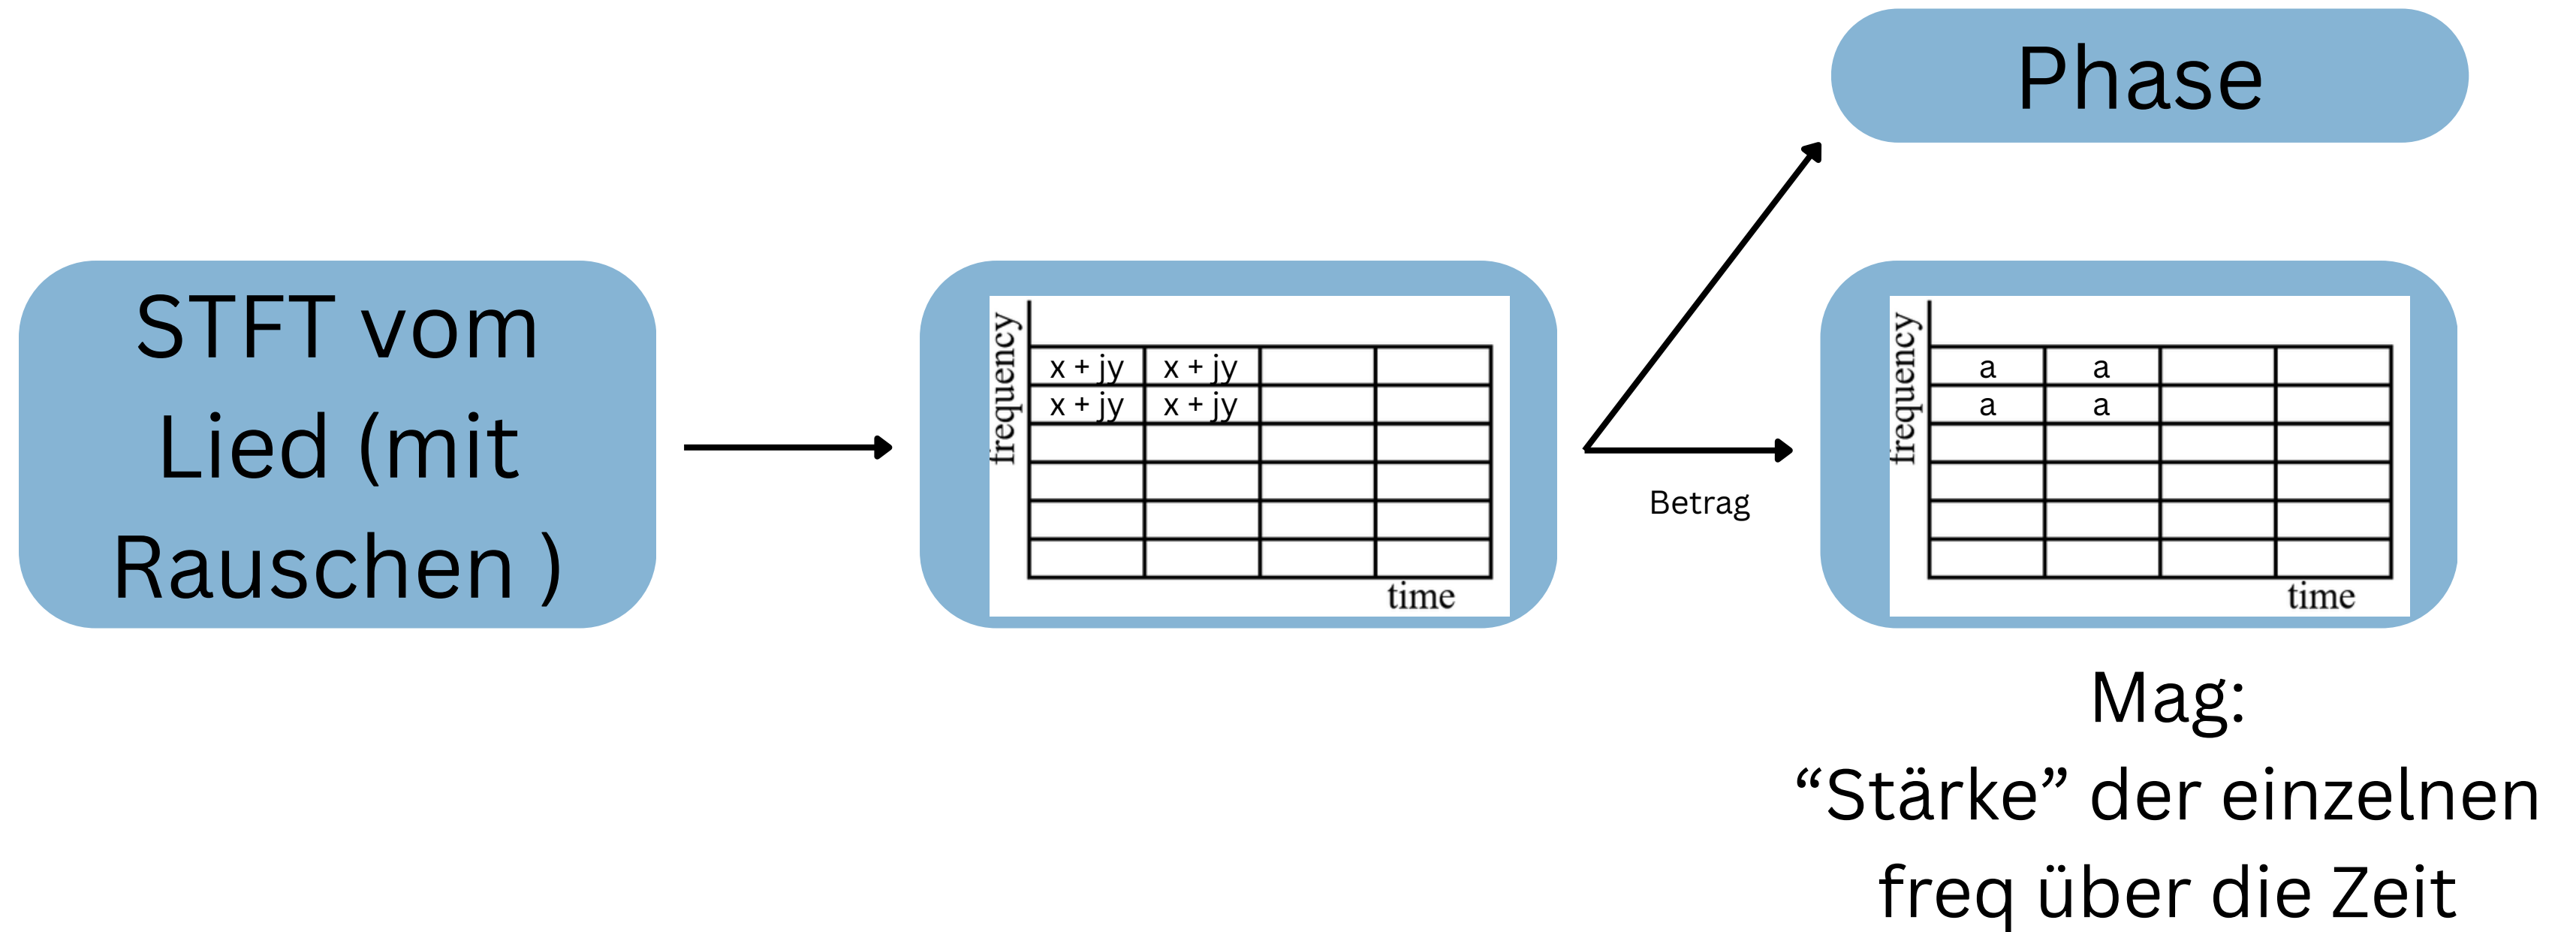 Phase
STFT vom
Lied (mit
Rauschen )
frequency
x + jy x + jy
x + jy x + jy
time
Betrag
frequency
a a
a a
time
Mag:
“Stärke” der einzelnen
freq über die Zeit